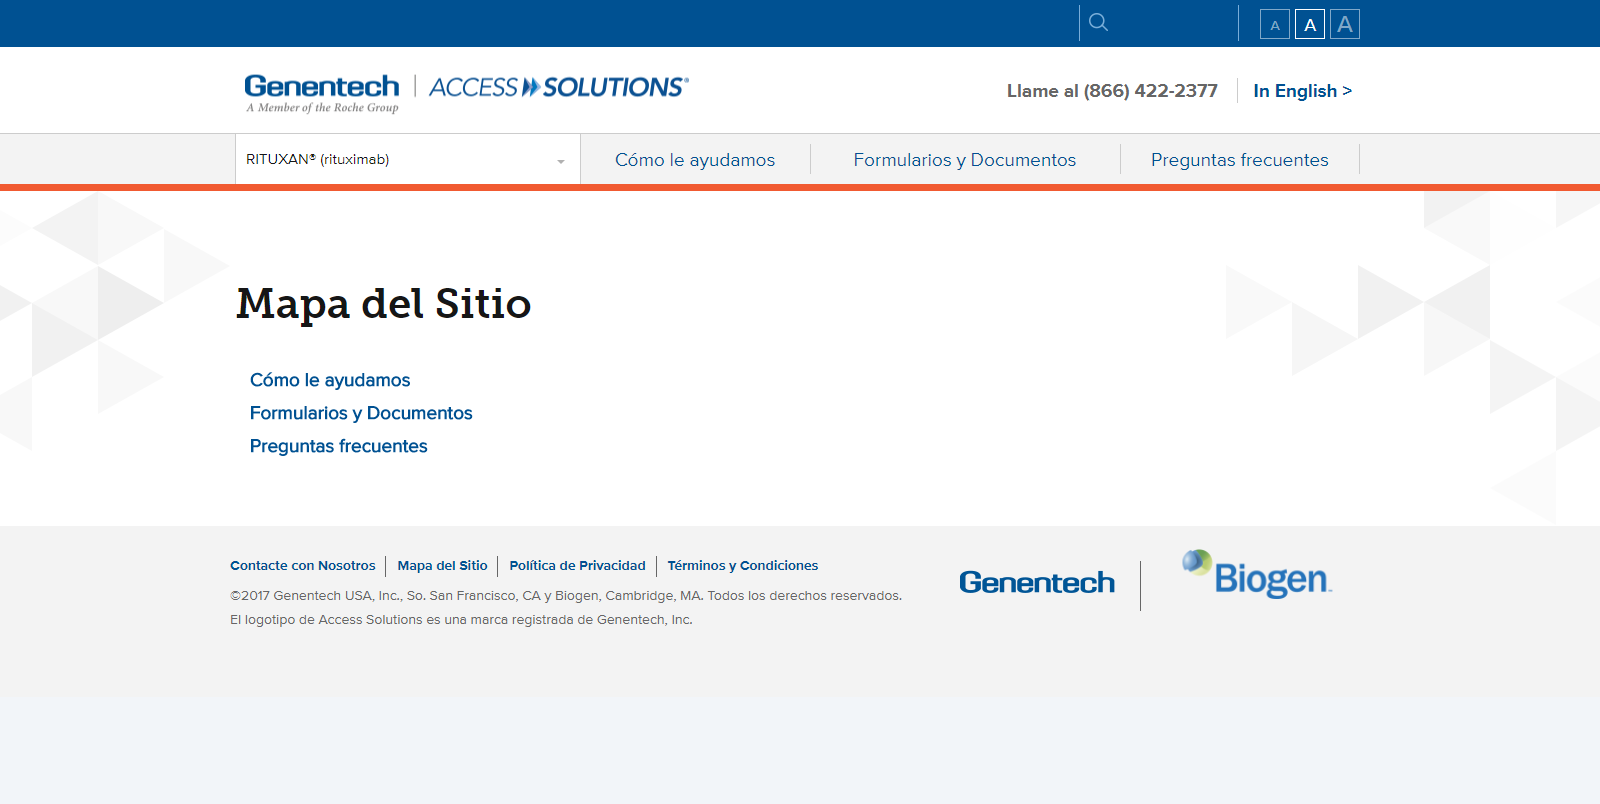 A A A
Genentech ACCESS SOLUTIONS®
A Member of the Roche Group
Llame al (866) 422-2377 In English >
RITUXAN® (rituximab) Cómo le ayudamos Formularios y Documentos Preguntas frecuentes
Mapa del Sitio
Cómo le ayudamos
Formularios y Documentos
Preguntas frecuentes
Contacte con Nosotros Mapa del Sitio Política de Privacidad Términos y Condiciones
©2017 Genentech USA, Inc., So. San Francisco, CA y Biogen, Cambridge, MA. Todos los derechos reservados.
El logotipo de Access Solutions es una marca registrada de Genentech, Inc.
Genentech Biogen™